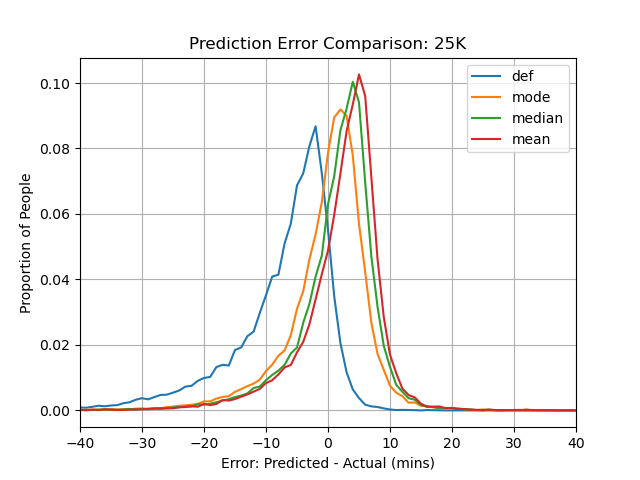 Prediction Error Comparison: 25K
def
mode
median
mean
Proportion of People
0.10
0.08
0.06
0.04
0.02
0.00
−40 −30 −20 −10 0 10 20 30 40
Error: Predicted - Actual (mins)